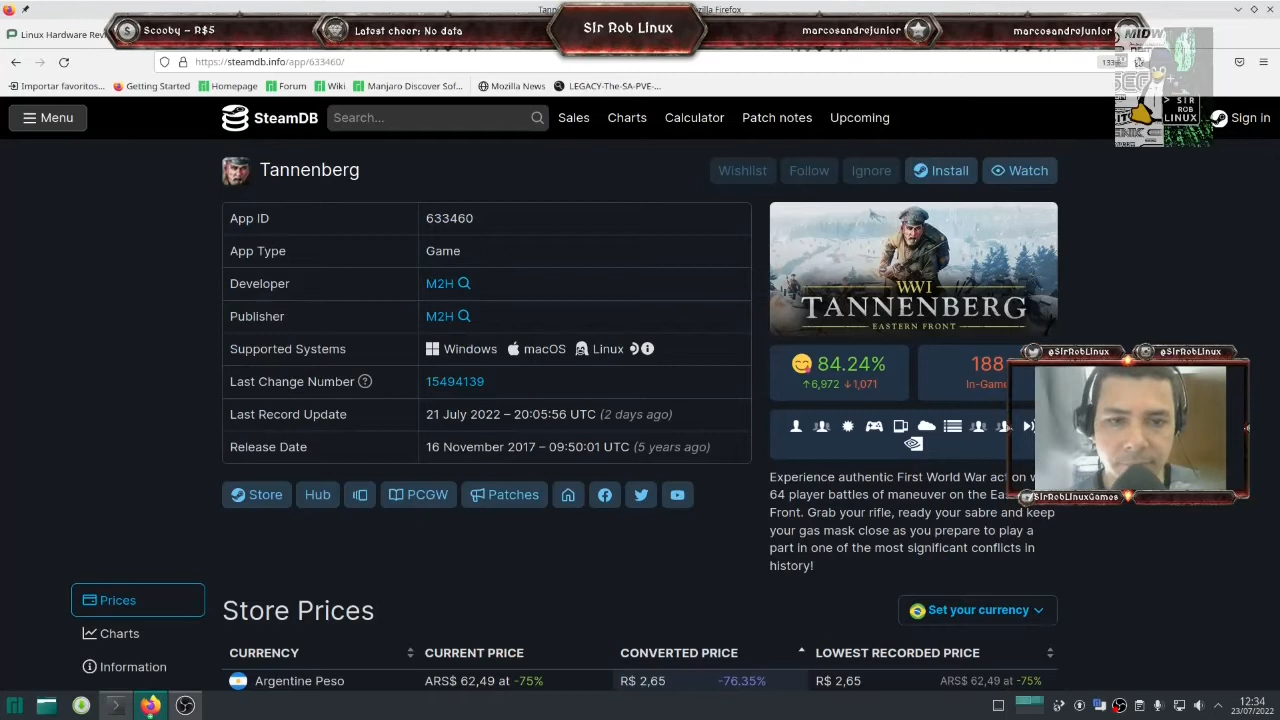 Mozilla Firefox
Linux Hardware Rev
Scooby - R$5
Latest cheer: No data
Sir Rob Linux
marcosandrejunior
marcosandrejunior
https://steamdb.info/app/633460/
133%
Importar favoritos...
Getting Started
Homepage
Forum
Wiki
Manjaro Discover Sof...
Mozilla News
LEGACY-The-SA-PVE-...
> SIR
ROB
LINUX
Menu
SteamDB
Search...
Sales
Charts
Calculator
Patch notes
Upcoming
Sign in
Tannenberg
Wishlist
Follow
Ignore
Install
Watch
App ID
633460
App Type
Game
Developer
M2H
Publisher
M2H
Supported Systems
Windows
macOS
Linux
Last Change Number
15494139
Last Record Update
21 July 2022 – 20:05:56 UTC (2 days ago)
Release Date
16 November 2017 – 09:50:01 UTC (5 years ago)
WWI
TANNENBERG
EASTERN FRONT
84.24%
↑6,972 ↓1,071
188
In-Game
@SirRobLinux
@SirRobLinux
SirRobLinuxGames
Store
Hub
PCGW
Patches
Experience authentic First World War action
64 player battles of maneuver on the
Front. Grab your rifle, ready your sabre and keep
your gas mask close as you prepare to play a
part in one of the most significant conflicts in
history!
Prices
Charts
Information
Store Prices
Set your currency
CURRENCY
CURRENT PRICE
CONVERTED PRICE
LOWEST RECORDED PRICE
Argentine Peso
ARS$ 62,49 at -75%
R$ 2,65
-76.35%
R$ 2,65
ARS$ 62,49 at -75%
12:34
23/07/2022